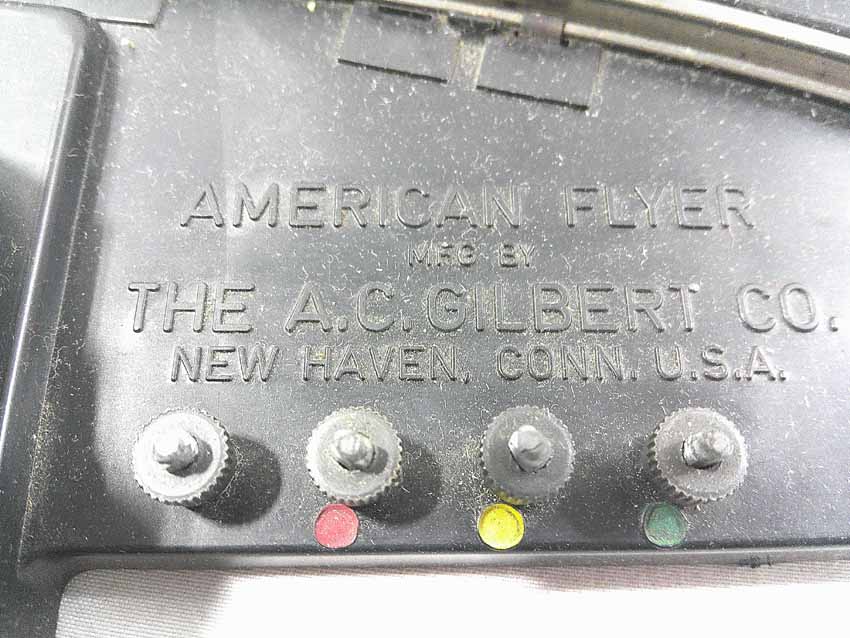 AMERICAN FLYER
MFG BY
THE A.C. GILBERT CO.
NEW HAVEN, CONN. U.S.A.